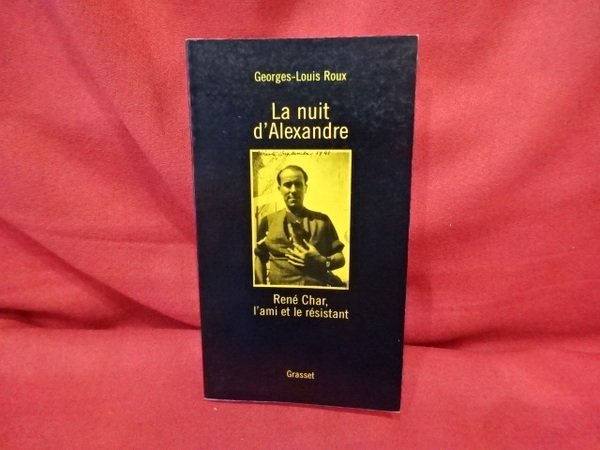 Georges-Louis Roux
La nuit
d'Alexandre
René Char,
l'ami et le résistant
Grasset